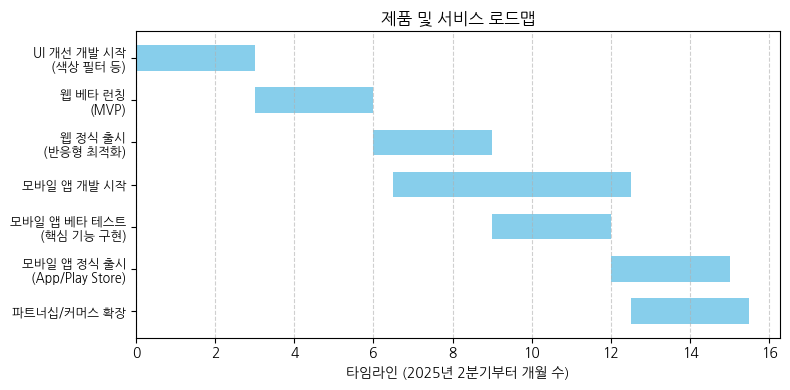 제품 및 서비스 로드맵
UI 개선 개발 시작
(색상 필터 등)
웹 베타 런칭
(MVP)
웹 정식 출시
(반응형 최적화)
모바일 앱 개발 시작
모바일 앱 베타 테스트
(핵심 기능 구현)
모바일 앱 정식 출시
(App/Play Store)
파트너십/커머스 확장
0 2 4 6 8 10 12 14 16
타임라인 (2025년 2분기부터 개월 수)